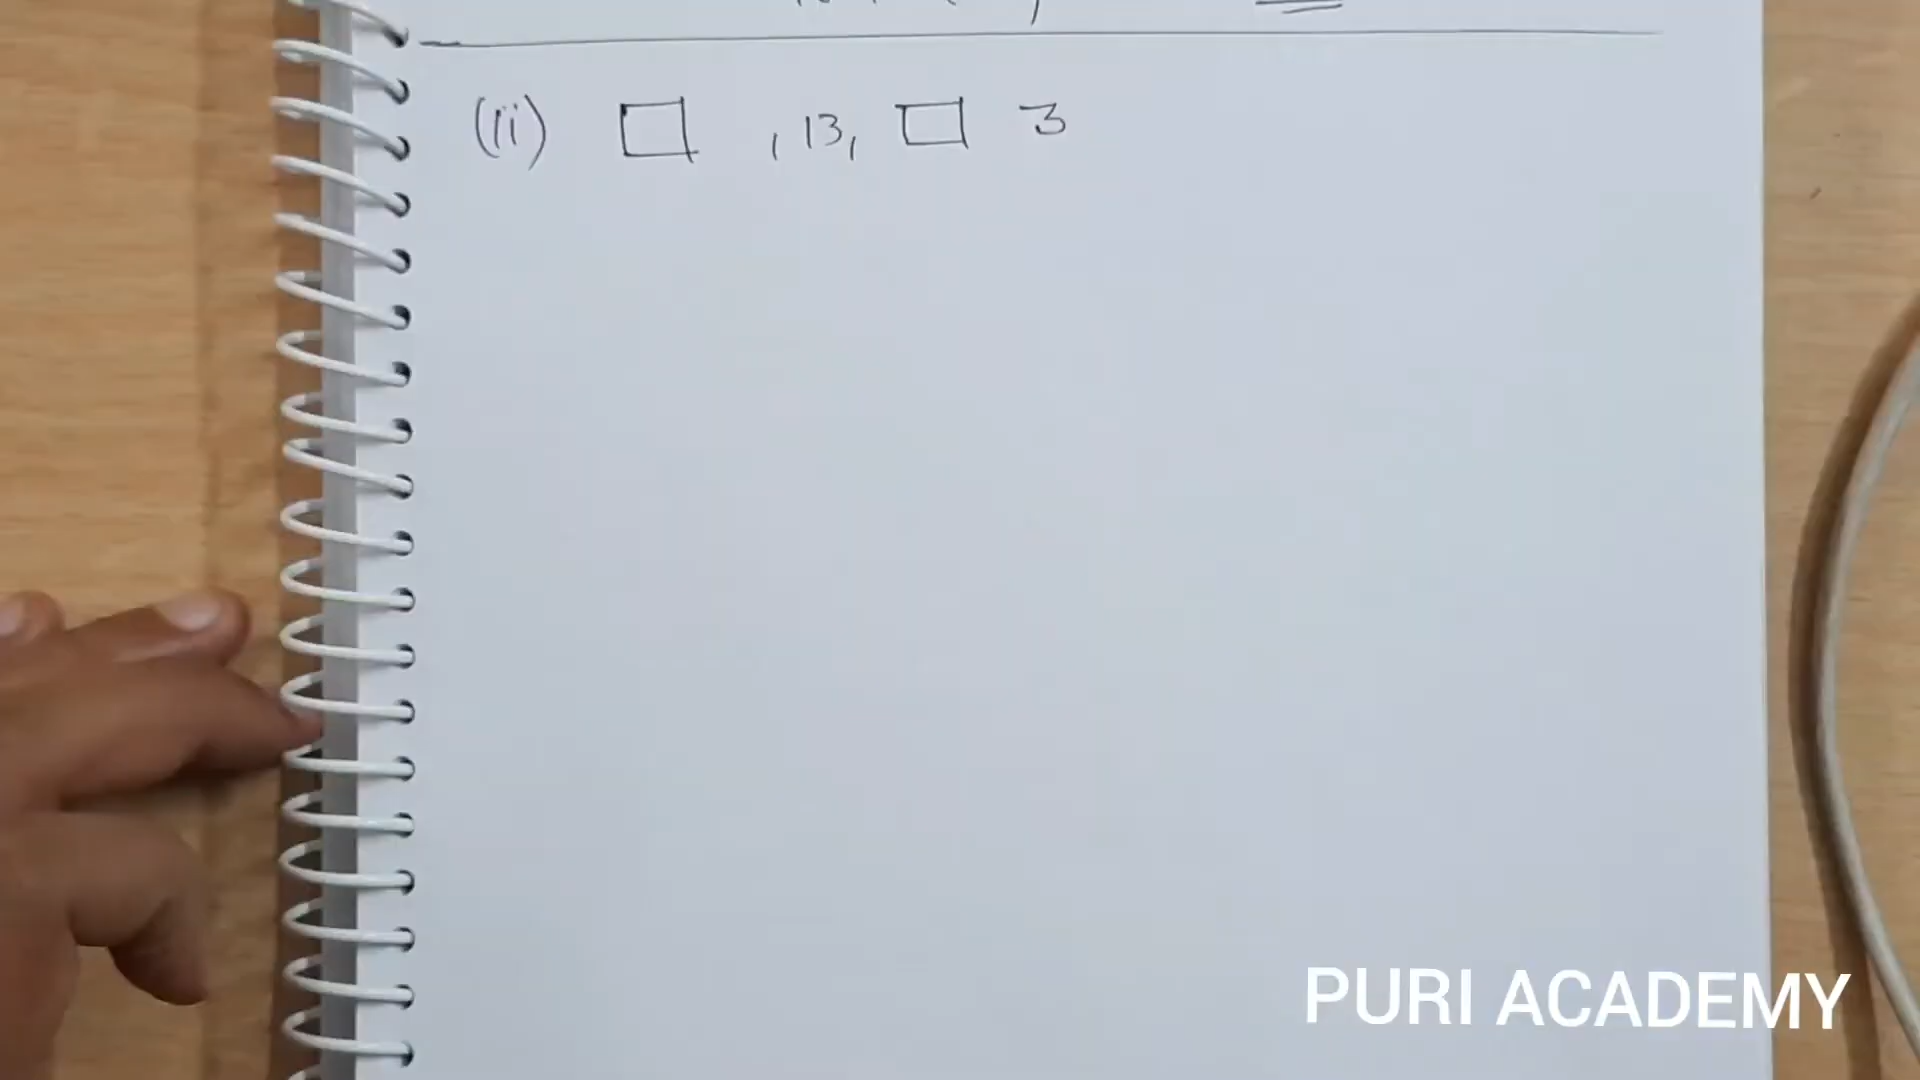 (ii) □ , 13, □ 3
PURI ACADEMY